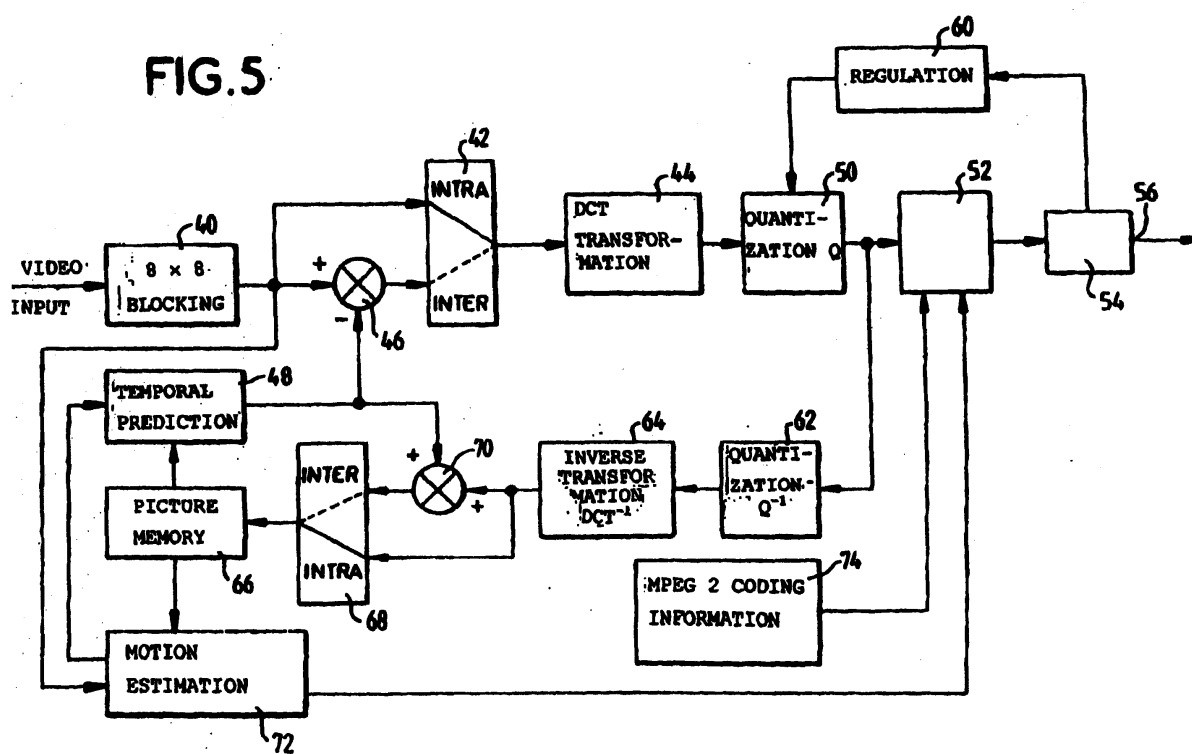 FIG.5
60
REGULATION
42
INTRA
INTER
44
DCT
TRANSFOR-
MATION
50
QUANTI-
ZATION Q
52
56
54
40
VIDEO
INPUT
8 × 8
BLOCKING
+
-
46
48
TEMPORAL
PREDICTION
70
+
+
INTER
INTRA
68
64
INVERSE
TRANSFOR
MATION
DCT-1
62
QUANTI-
ZATION-
Q-1
PICTURE
MEMORY
66
74
MPEG 2 CODING
INFORMATION
MOTION
ESTIMATION
72